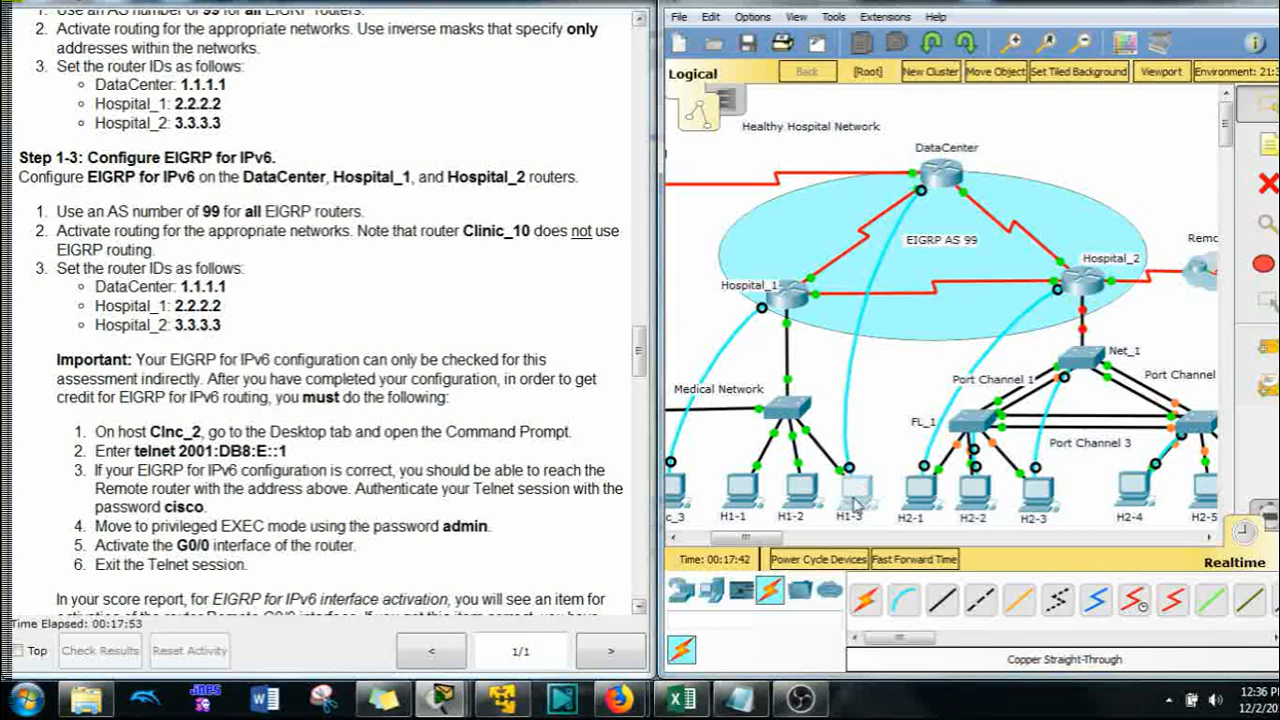 1. Use an AS number of 99 for all EIGRP routers.
2. Activate routing for the appropriate networks. Use inverse masks that specify only
addresses within the networks.
3. Set the router IDs as follows:
DataCenter: 1.1.1.1
Hospital_1: 2.2.2.2
Hospital_2: 3.3.3.3
Step 1-3: Configure EIGRP for IPv6.
Configure EIGRP for IPv6 on the DataCenter, Hospital_1, and Hospital_2 routers.
1. Use an AS number of 99 for all EIGRP routers.
2. Activate routing for the appropriate networks. Note that router Clinic_10 does not use
EIGRP routing.
3. Set the router IDs as follows:
DataCenter: 1.1.1.1
Hospital_1: 2.2.2.2
Hospital_2: 3.3.3.3
Important: Your EIGRP for IPv6 configuration can only be checked for this
assessment indirectly. After you have completed your configuration, in order to get
credit for EIGRP for IPv6 routing, you must do the following:
1. On host Clnc_2, go to the Desktop tab and open the Command Prompt.
2. Enter telnet 2001:DB8:E::1
3. If your EIGRP for IPv6 configuration is correct, you should be able to reach the
Remote router with the address above. Authenticate your Telnet session with the
password cisco.
4. Move to privileged EXEC mode using the password admin.
5. Activate the G0/0 interface of the router.
6. Exit the Telnet session.
In your score report, for EIGRP for IPv6 interface activation, you will see an item for
Time Elapsed: 00:17:53
Top
Check Results
Reset Activity
<
1/1
>
File Edit Options View Tools Extensions Help
Logical
Back
[Root]
New Cluster
Move Object
Set Tiled Background
Viewport
Environment: 21:3
Healthy Hospital Network
DataCenter
EIGRP AS 99
Remo
Hospital_2
Hospital_1
Net_1
Port Channel 1
Port Channel
Medical Network
FL_1
Port Channel 3
c_3
H1-1
H1-2
H1-3
H2-1
H2-2
H2-3
H2-4
H2-5
Time: 00:17:42
Power Cycle Devices
Fast Forward Time
Realtime
Copper Straight-Through
12:36 P
12/2/20